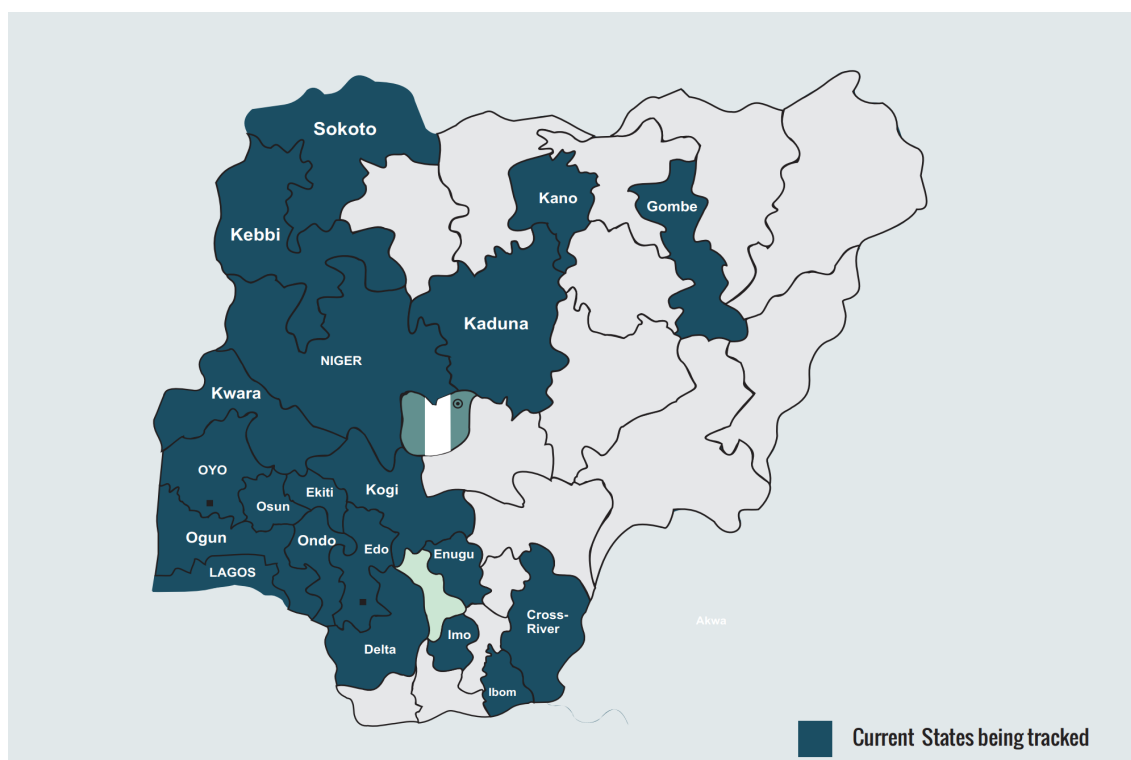 Sokoto
Kano
Gombe
Kebbi
Kaduna
NIGER
Kwara
OYO
Ekiti
Kogi
Osun
Ogun
Ondo
Edo
Enugu
LAGOS
Cross-
River
Akwa
Imo
Delta
Ibom
Current States being tracked